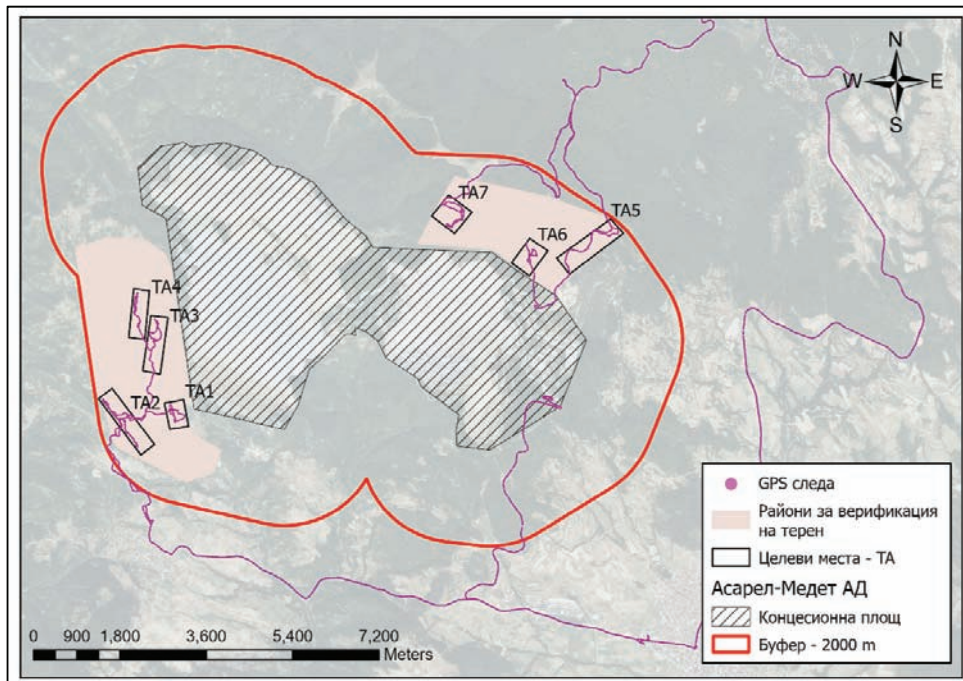 N
W E
S
TA7
TA5
TA6
TA4
TA3
TA2
TA1
GPS следа
Райони за верификация
на терен
Целеви места - ТА
Асарел-Медет АД
Концесионна площ
Буфер - 2000 m
0 900 1,800 3,600 5,400 7,200
Meters